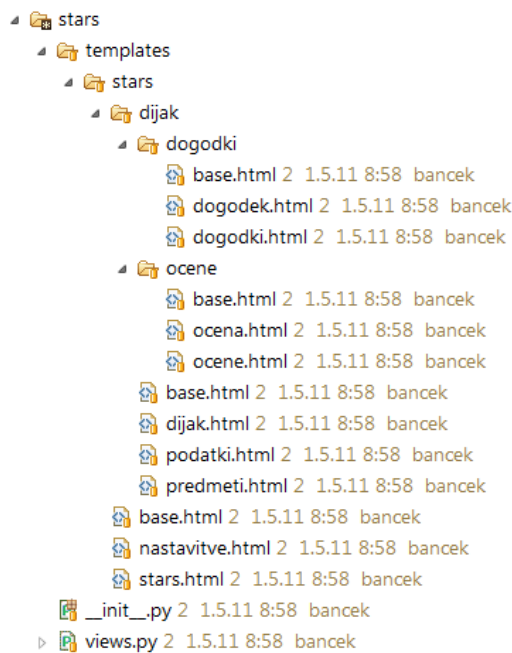 stars
templates
stars
dijak
dogodki
base.html 2 1.5.11 8:58 bancek
dogodek.html 2 1.5.11 8:58 bancek
dogodki.html 2 1.5.11 8:58 bancek
ocene
base.html 2 1.5.11 8:58 bancek
ocena.html 2 1.5.11 8:58 bancek
ocene.html 2 1.5.11 8:58 bancek
base.html 2 1.5.11 8:58 bancek
dijak.html 2 1.5.11 8:58 bancek
podatki.html 2 1.5.11 8:58 bancek
predmeti.html 2 1.5.11 8:58 bancek
base.html 2 1.5.11 8:58 bancek
nastavitve.html 2 1.5.11 8:58 bancek
stars.html 2 1.5.11 8:58 bancek
__init__.py 2 1.5.11 8:58 bancek
views.py 2 1.5.11 8:58 bancek